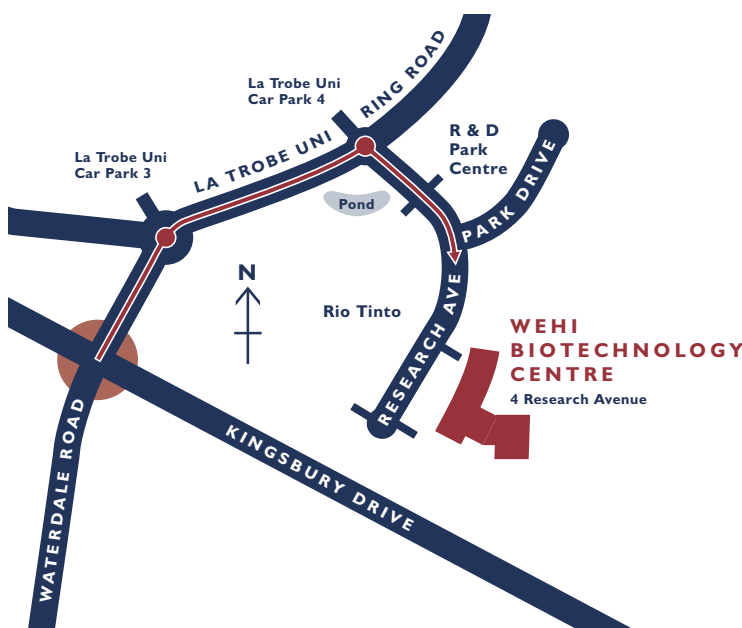 La Trobe Uni
Car Park 4
RING ROAD
R & D
Park
Centre
La Trobe Uni
Car Park 3
LA TROBE UNI
PARK DRIVE
Pond
N
Rio Tinto
RESEARCH AVE
WEHI
BIOTECHNOLOGY
CENTRE
4 Research Avenue
WATERDALE ROAD
KINGSBURY DRIVE